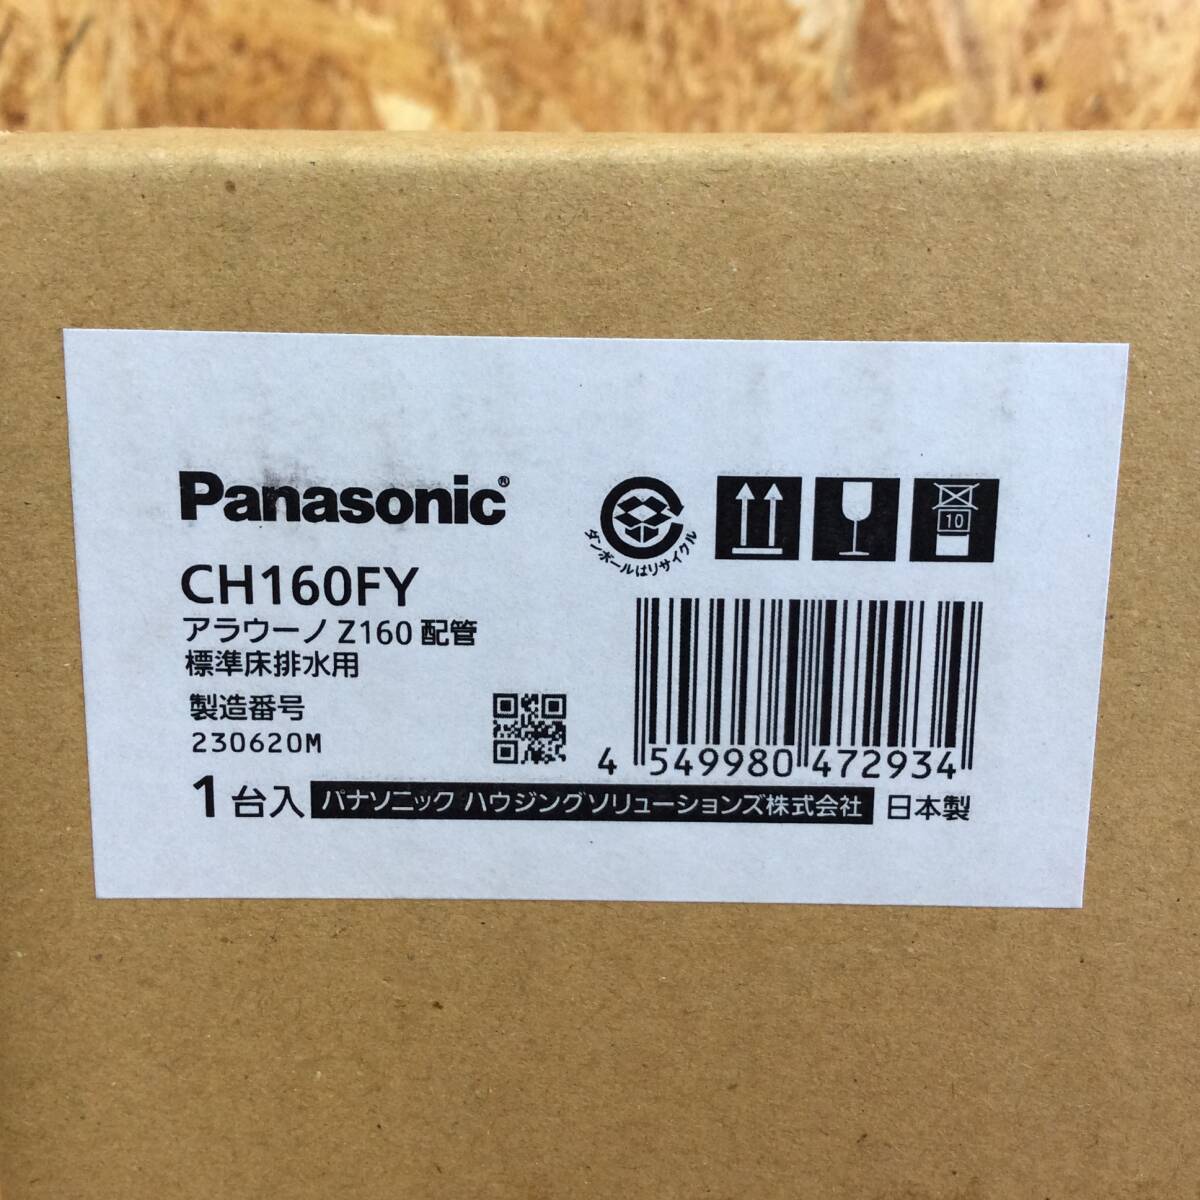 Panasonic®
CH160FY
アラウーノ Z160 配管
標準床排水用
製造番号
230620M
1台入
パナソニック ハウジングソリューションズ株式会社
日本製
ダンボールはリサイクル
10
4 549980 472934